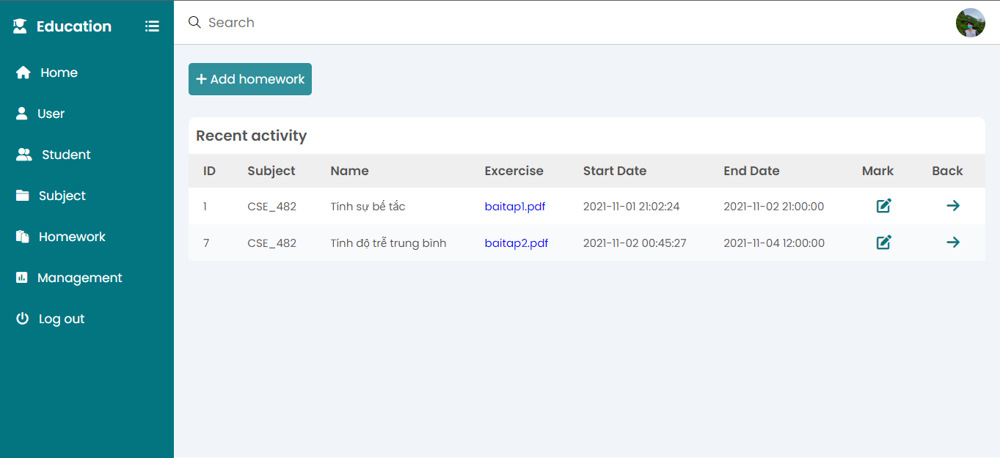 Education
Search
Home
User
Student
Subject
Homework
Management
Log out
+ Add homework
Recent activity
ID Subject Name Excercise Start Date End Date Mark Back
1 CSE_482 Tính sự bế tắc baitap1.pdf 2021-11-01 21:02:24 2021-11-02 21:00:00
7 CSE_482 Tính độ trễ trung bình baitap2.pdf 2021-11-02 00:45:27 2021-11-04 12:00:00